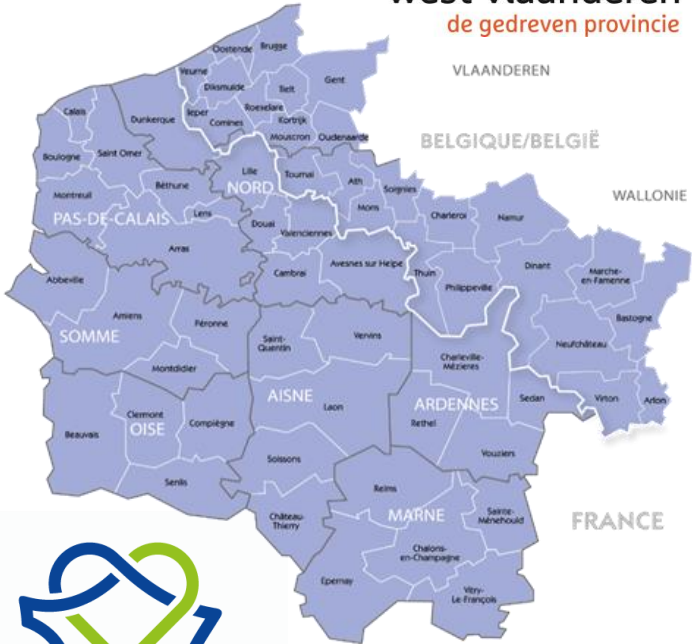 west-vlaanderen
de gedreven provincie
VLAANDEREN
BELGIQUE/BELGIË
WALLONIE
FRANCE
Oostende
Brugge
Veurne
Diksmuide
Tielt
Gent
Ieper
Roeselare
Comines
Kortrijk
Mouscron
Oudenaarde
Calais
Dunkerque
Boulogne
Saint Omer
Lille
NORD
Tournai
Ath
Soignies
Montreuil
Béthune
Lens
PAS-DE-CALAIS
Douai
Valenciennes
Mons
Charleroi
Namur
Arras
Cambrai
Avesnes sur Helpe
Thuin
Philippeville
Dinant
Marche-
en-Famenne
Bastogne
Neufchâteau
Virton
Arlon
Abbeville
Amiens
Péronne
SOMME
Montdidier
Saint-
Quentin
Vervins
Charleville-
Mézieres
AISNE
Laon
ARDENNES
Sedan
Rethel
Vouziers
Beauvais
Clermont
OISE
Compiègne
Senlis
Soissons
Château-
Thierry
Reims
MARNE
Sainte-
Ménehould
Chalons-
en-Champagne
Épernay
Vitry-
Le François